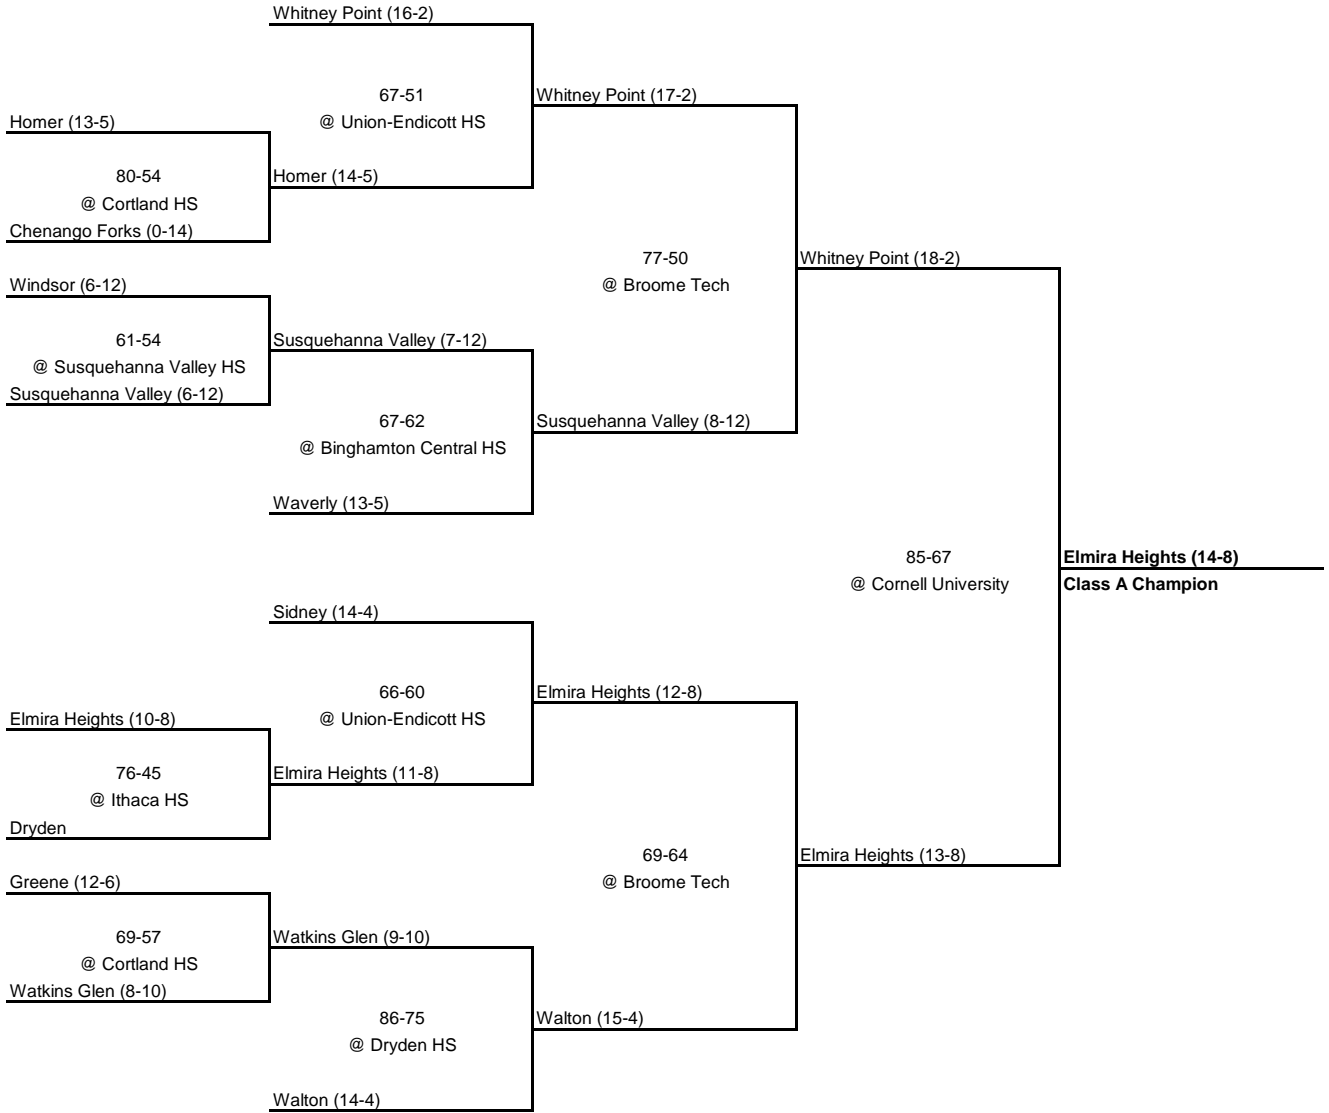 Whitney Point (16-2)
67-51
Whitney Point (17-2)
Homer (13-5)
@ Union-Endicott HS
80-54
Homer (14-5)
@ Cortland HS
Chenango Forks (0-14)
77-50
Whitney Point (18-2)
Windsor (6-12)
@ Broome Tech
61-54
Susquehanna Valley (7-12)
@ Susquehanna Valley HS
Susquehanna Valley (6-12)
67-62
Susquehanna Valley (8-12)
@ Binghamton Central HS
Waverly (13-5)
85-67
Elmira Heights (14-8)
@ Cornell University
Class A Champion
Sidney (14-4)
66-60
Elmira Heights (12-8)
Elmira Heights (10-8)
@ Union-Endicott HS
76-45
Elmira Heights (11-8)
@ Ithaca HS
Dryden
69-64
Elmira Heights (13-8)
Greene (12-6)
@ Broome Tech
69-57
Watkins Glen (9-10)
@ Cortland HS
Watkins Glen (8-10)
86-75
Walton (15-4)
@ Dryden HS
Walton (14-4)